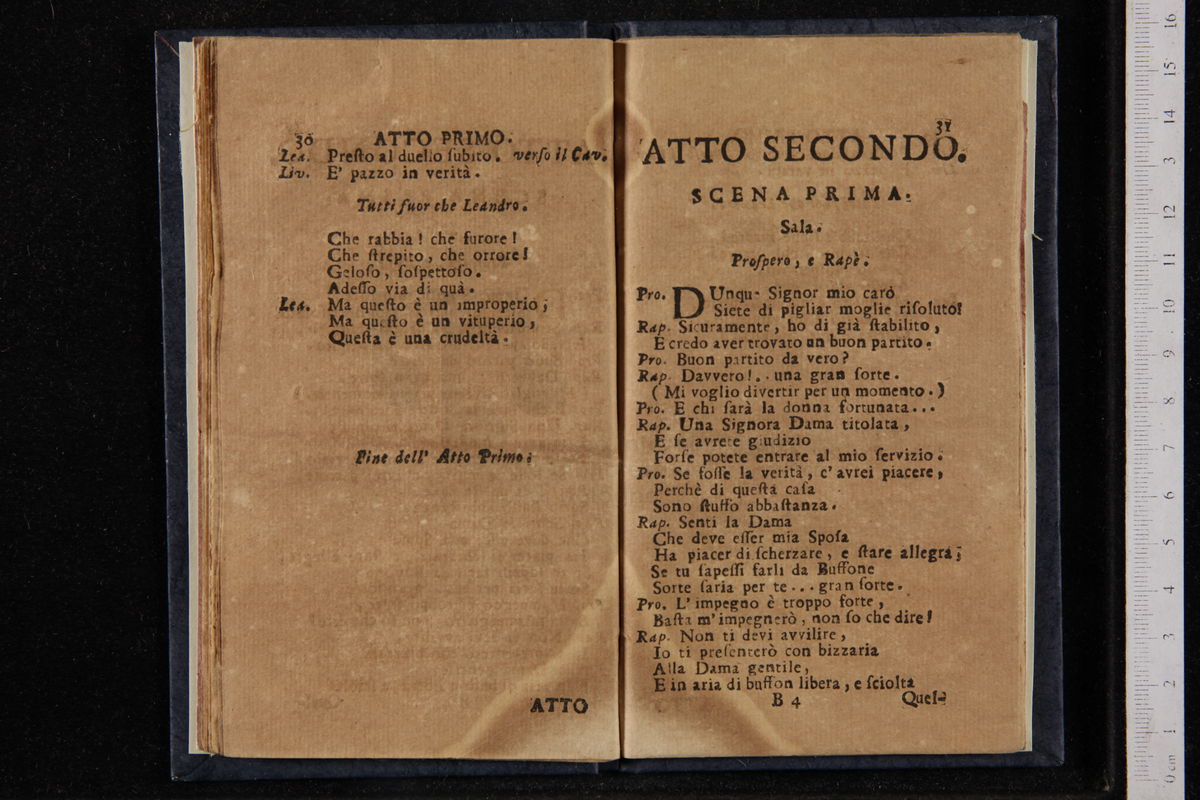 30 ATTO PRIMO.
Lea. Preſto al duello ſubito. verſo il Cav.
Liv. E' pazzo in verità.
Tutti fuor che Leandro.
Che rabbia! che furore!
Che ſtrepito, che orrore!
Geloſo, ſoſpettoſo.
Adeſſo via di quà.
Lea. Ma queſto è un improperio;
Ma queſto è un vituperio,
Queſta è una crudeltà.
Fine dell' Atto Primo.
ATTO
31
ATTO SECONDO.
SCENA PRIMA.
Sala.
Proſpero, e Rapè.
Pro. DUnque Signor mio caro
Siete di pigliar moglie riſoluto!
Rap. Sicuramente, ho di già ſtabilito,
E credo aver trovato un buon partito.
Pro. Buon partito da vero?
Rap. Davvero!.. una gran ſorte.
(Mi voglio divertir per un momento.)
Pro. E chi ſarà la donna fortunata...
Rap. Una Signora Dama titolata,
E ſe avrete giudizio
Forſe potete entrare al mio ſervizio.
Pro. Se foſſe la verità, c'avrei piacere,
Perchè di queſta caſa
Sono ſtuffo abbaſtanza.
Rap. Senti la Dama
Che deve eſſer mia Spoſa
Ha piacer di ſcherzare, e ſtare allegra;
Se tu ſapeſſi farli da Buffone
Sorte ſaria per te... gran ſorte.
Pro. L'impegno è troppo forte,
Baſta m'impegnerò, non ſo che dire!
Rap. Non ti devi avvilire,
Io ti preſenterò con bizzaria
Alla Dama gentile,
E in aria di buffon libera, e ſciolta
B 4 Quel-